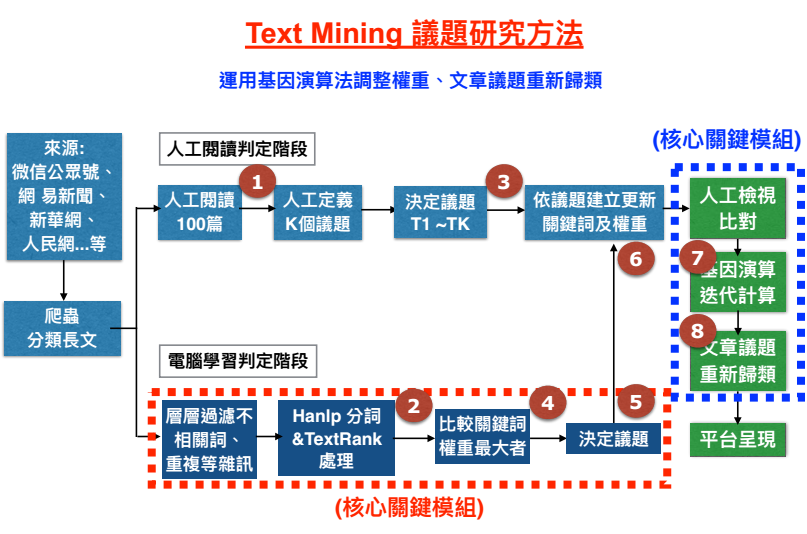 Text Mining 議題研究方法
運用基因演算法調整權重、文章議題重新歸類
(核心關鍵模組)
來源:
微信公眾號、
網 易新聞、
新華網、
人民網...等
爬蟲
分類長文
人工閱讀判定階段
人工閱讀
100篇
1
人工定義
K個議題
決定議題
T1 ~TK
3
依議題建立更新
關鍵詞及權重
6
人工檢視
比對
7
基因演算
迭代計算
8
文章議題
重新歸類
平台呈現
電腦學習判定階段
層層過濾不
相關詞、
重複等雜訊
Hanlp 分詞
&TextRank
處理
2
比較關鍵詞
權重最大者
4
決定議題
5
(核心關鍵模組)